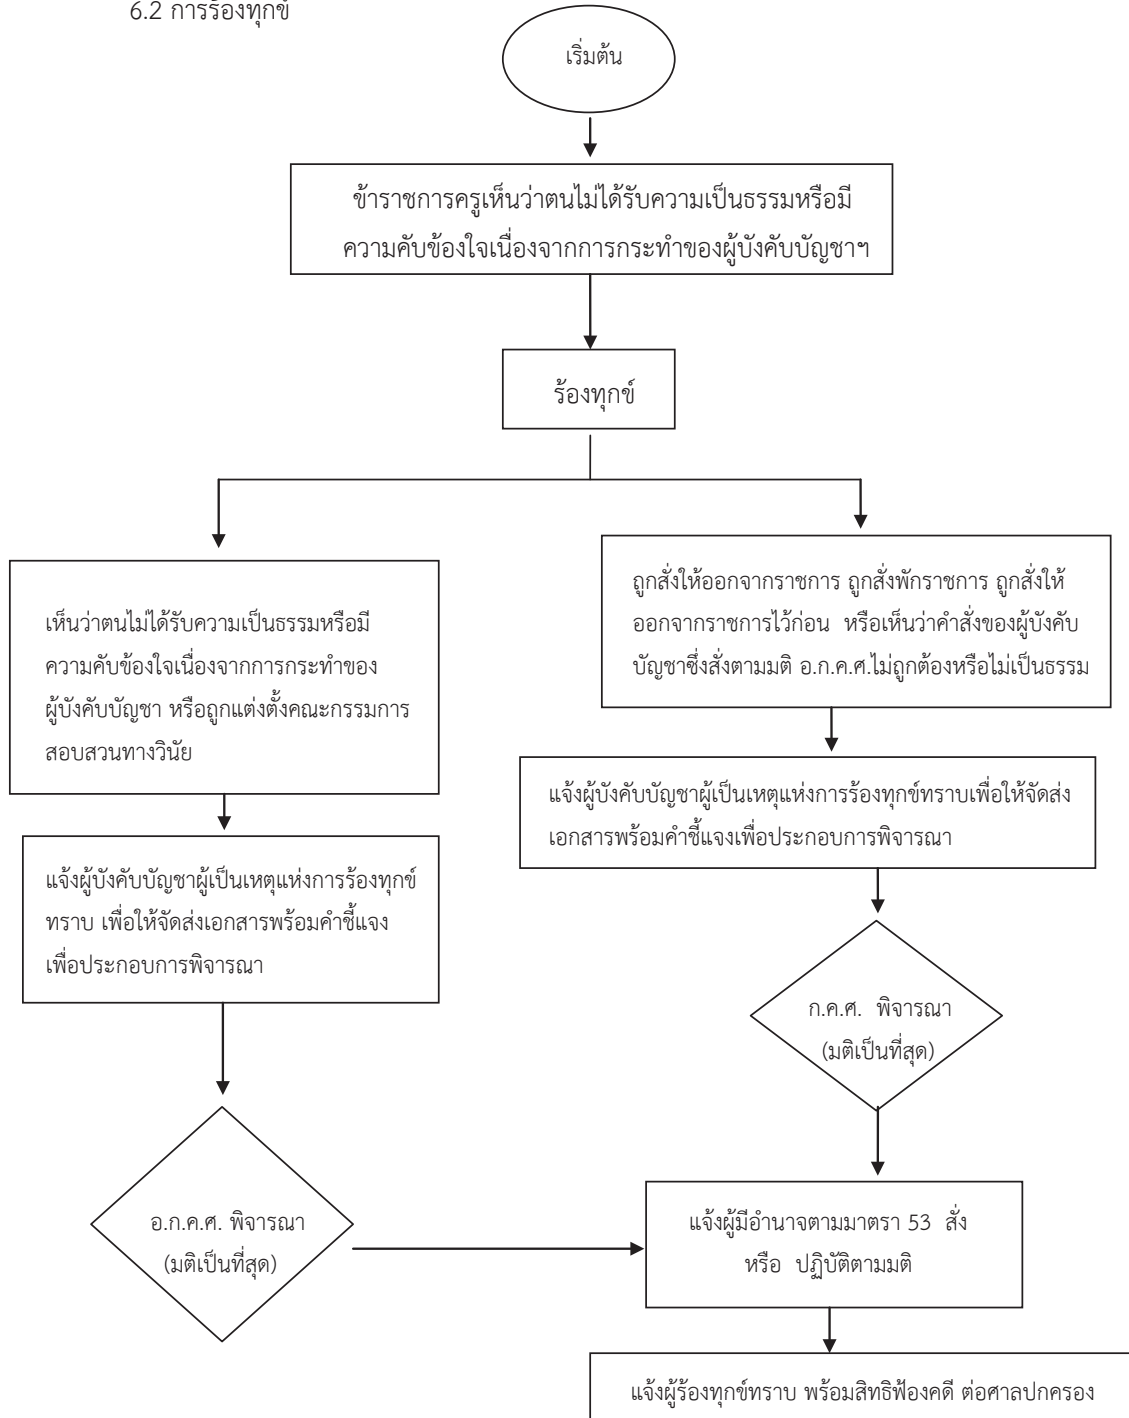 6.2 การร้องทุกข์
เริ่มต้น
ข้าราชการครูเห็นว่าตนไม่ได้รับความเป็นธรรมหรือมี
ความคับข้องใจเนื่องจากการกระทำของผู้บังคับบัญชาฯ
ร้องทุกข์
เห็นว่าตนไม่ได้รับความเป็นธรรมหรือมี
ความคับข้องใจเนื่องจากการกระทำของ
ผู้บังคับบัญชา หรือถูกแต่งตั้งคณะกรรมการ
สอบสวนทางวินัย
แจ้งผู้บังคับบัญชาผู้เป็นเหตุแห่งการร้องทุกข์
ทราบ เพื่อให้จัดส่งเอกสารพร้อมคำชี้แจง
เพื่อประกอบการพิจารณา
อ.ก.ค.ศ. พิจารณา
(มติเป็นที่สุด)
ถูกสั่งให้ออกจากราชการ ถูกสั่งพักราชการ ถูกสั่งให้
ออกจากราชการไว้ก่อน หรือเห็นว่าคำสั่งของผู้บังคับ
บัญชาซึ่งสั่งตามมติ อ.ก.ค.ศ.ไม่ถูกต้องหรือไม่เป็นธรรม
แจ้งผู้บังคับบัญชาผู้เป็นเหตุแห่งการร้องทุกข์ทราบเพื่อให้จัดส่ง
เอกสารพร้อมคำชี้แจงเพื่อประกอบการพิจารณา
ก.ค.ศ. พิจารณา
(มติเป็นที่สุด)
แจ้งผู้มีอำนาจตามมาตรา 53 สั่ง
หรือ ปฏิบัติตามมติ
แจ้งผู้ร้องทุกข์ทราบ พร้อมสิทธิฟ้องคดี ต่อศาลปกครอง